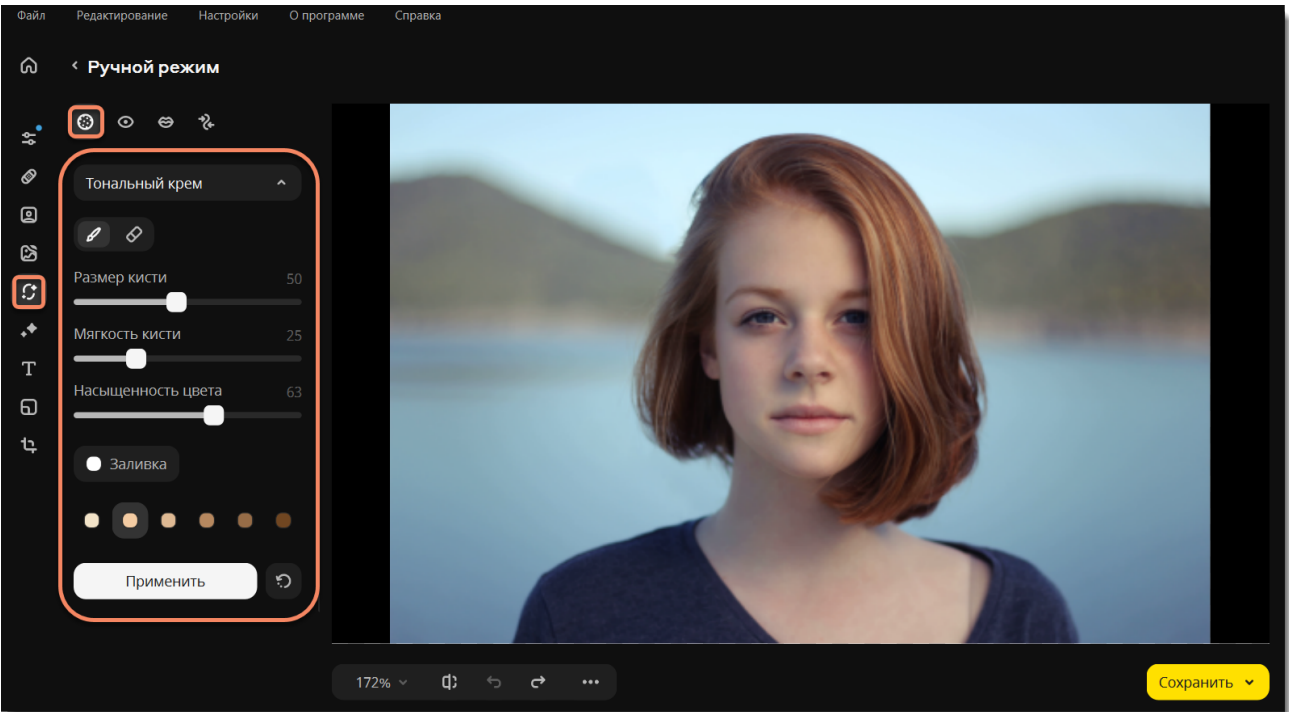 Файл Редактирование Настройки О программе Справка
Ручной режим
Тональный крем
Размер кисти 50
Мягкость кисти 25
Насыщенность цвета 63
Заливка
Применить
172%
Сохранить